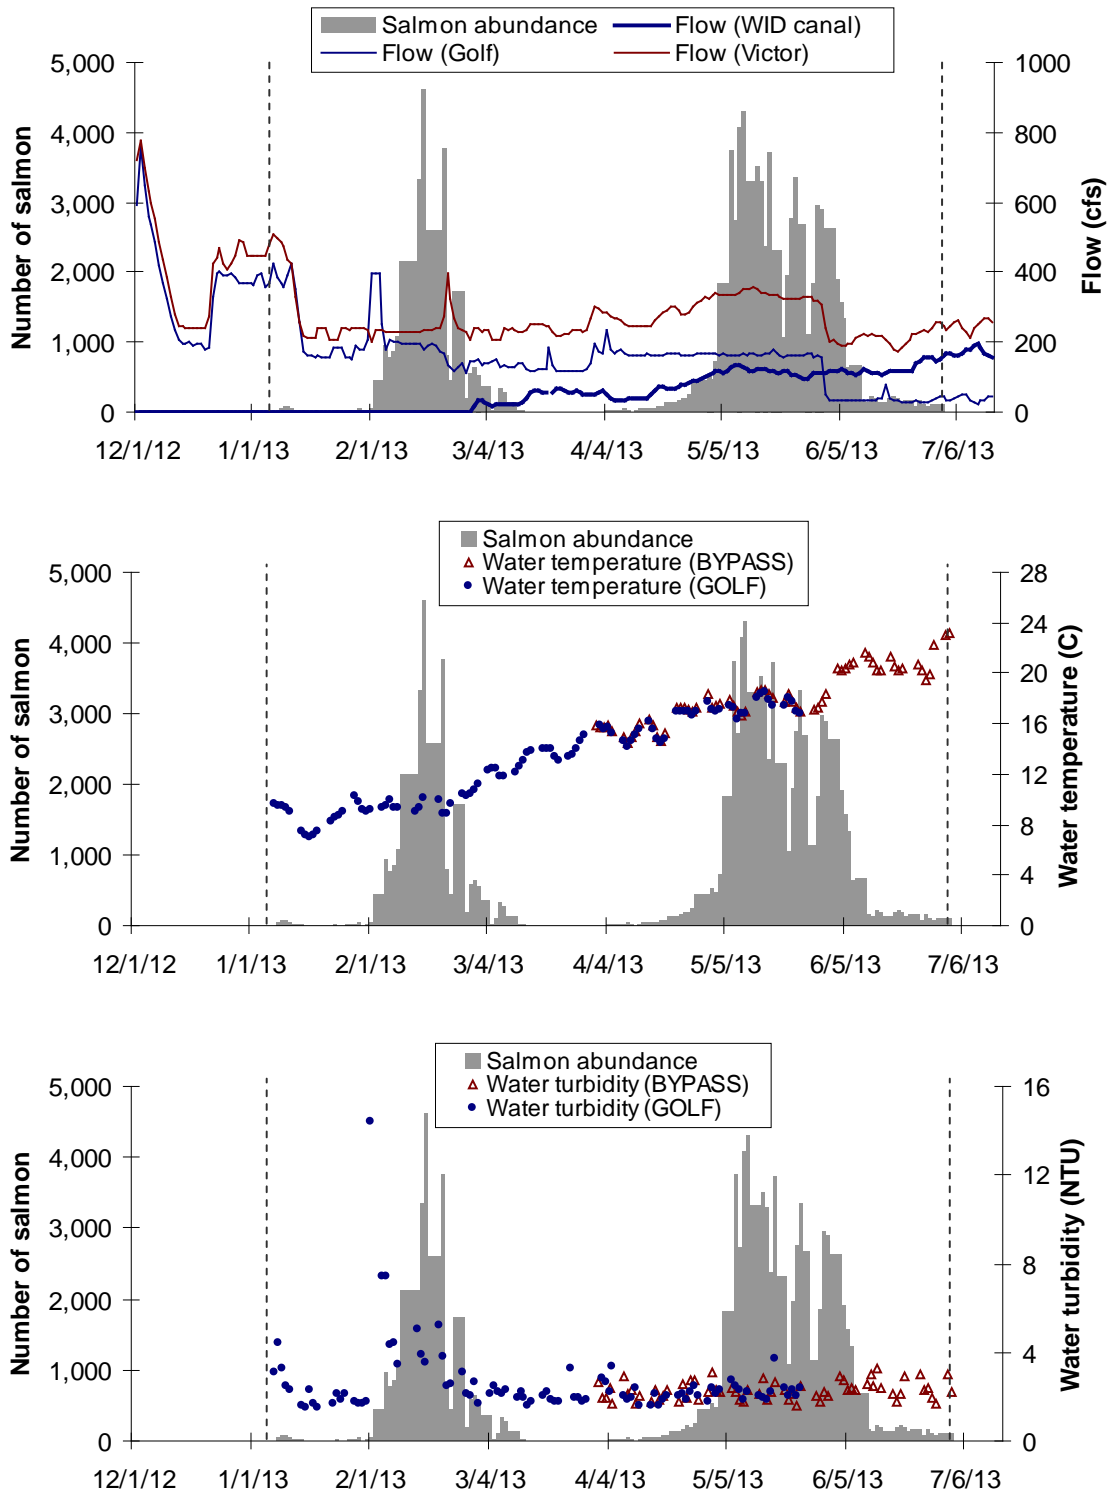 Salmon abundance Flow (WID canal)
Flow (Golf) Flow (Victor)
5,000 1000
4,000 800
3,000 600
2,000 400
1,000 200
0 0
Number of salmon
Flow (cfs)
12/1/12 1/1/13 2/1/13 3/4/13 4/4/13 5/5/13 6/5/13 7/6/13
Salmon abundance
Water temperature (BYPASS)
Water temperature (GOLF)
5,000 28
24
4,000
20
3,000 16
2,000 12
8
1,000
4
0 0
Number of salmon
Water temperature (C)
12/1/12 1/1/13 2/1/13 3/4/13 4/4/13 5/5/13 6/5/13 7/6/13
Salmon abundance
Water turbidity (BYPASS)
Water turbidity (GOLF)
5,000 16
4,000 12
3,000
2,000 8
1,000 4
0 0
Number of salmon
Water turbidity (NTU)
12/1/12 1/1/13 2/1/13 3/4/13 4/4/13 5/5/13 6/5/13 7/6/13